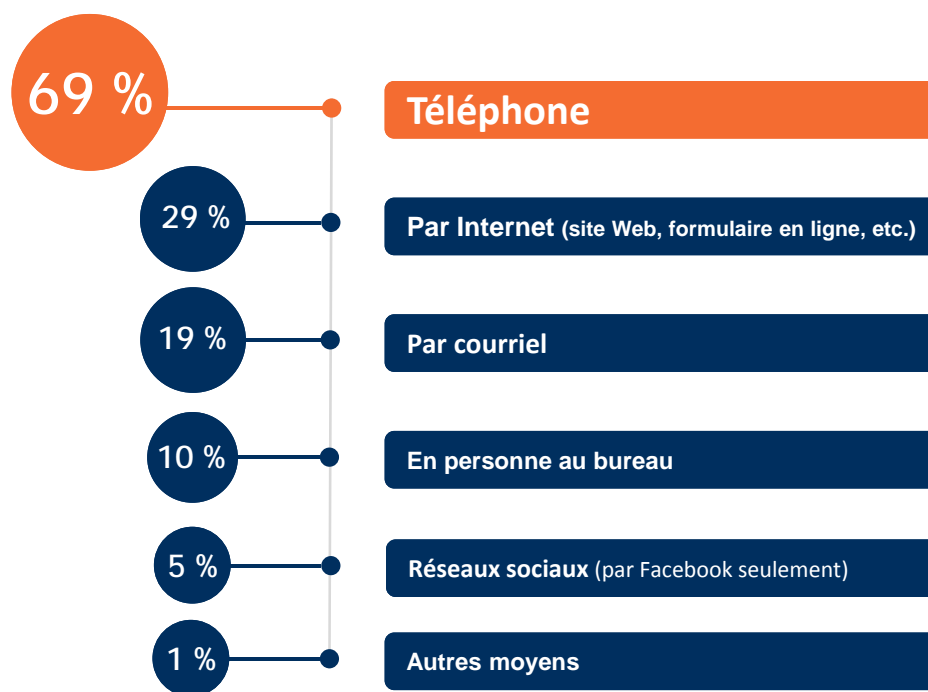 69 % Téléphone
29 % Par Internet (site Web, formulaire en ligne, etc.)
19 % Par courriel
10 % En personne au bureau
5 % Réseaux sociaux (par Facebook seulement)
1 % Autres moyens